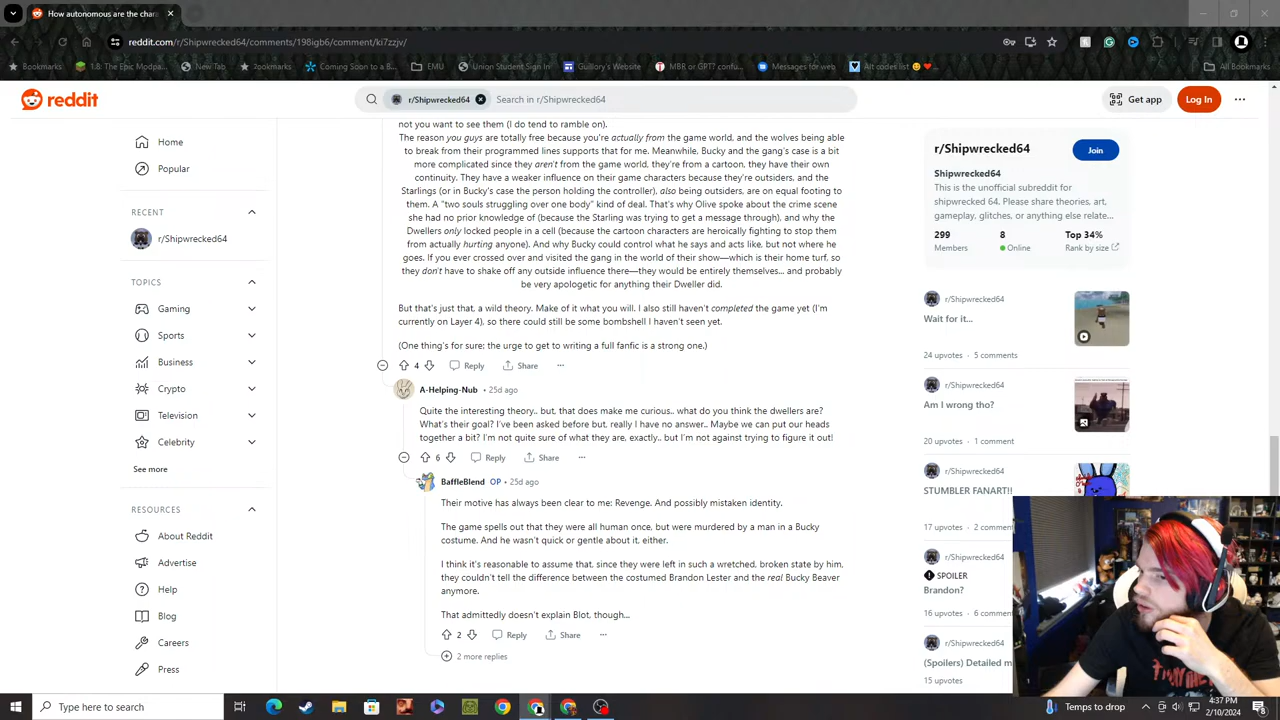 How autonomous are the chara
reddit.com/r/Shipwrecked64/comments/198igb6/comment/ki7zzjv/
Bookmarks
1.8: The Epic Modpa...
New Tab
2ookmarks
Coming Soon to a B...
EMU
Union Student Sign In
Guillory's Website
MBR or GPT? confu...
Messages for web
Alt codes list
All Bookmarks
reddit
r/Shipwrecked64
Search in r/Shipwrecked64
Get app
Log In
Home
Popular
RECENT
r/Shipwrecked64
TOPICS
Gaming
Sports
Business
Crypto
Television
Celebrity
See more
RESOURCES
About Reddit
Advertise
Help
Blog
Careers
Press
not you want to see them (I do tend to ramble on).
The reason you guys are totally free because you're actually from the game world, and the wolves being able
to break from their programmed lines supports that for me. Meanwhile, Bucky and the gang's case is a bit
more complicated since they aren't from the game world, they're from a cartoon, they have their own
continuity. They have a weaker influence on their game characters because they're outsiders, and the
Starlings (or in Bucky's case the person holding the controller), also being outsiders, are on equal footing to
them. A "two souls struggling over one body" kind of deal. That's why Olive spoke about the crime scene
she had no prior knowledge of (because the Starling was trying to get a message through), and why the
Dwellers only locked people in a cell (because the cartoon characters are heroically fighting to stop them
from actually hurting anyone). And why Bucky could control what he says and acts like, but not where he
goes. If you ever crossed over and visited the gang in the world of their show—which is their home turf, so
they don't have to shake off any outside influence there—they would be entirely themselves... and probably
be very apologetic for anything their Dweller did.
But that's just that, a wild theory. Make of it what you will. I also still haven't completed the game yet (I'm
currently on Layer 4), so there could still be some bombshell I haven't seen yet.
(One thing's for sure: the urge to get to writing a full fanfic is a strong one.)
4
Reply
Share
A-Helping-Nub • 25d ago
Quite the interesting theory.. but, that does make me curious.. what do you think the dwellers are?
What's their goal? I've been asked before but, really I have no answer.. Maybe we can put our heads
together a bit? I'm not quite sure of what they are, exactly.. but I'm not against trying to figure it out!
6
Reply
Share
BaffleBlend OP • 25d ago
Their motive has always been clear to me: Revenge. And possibly mistaken identity.
The game spells out that they were all human once, but were murdered by a man in a Bucky
costume. And he wasn't quick or gentle about it, either.
I think it's reasonable to assume that, since they were left in such a wretched, broken state by him,
they couldn't tell the difference between the costumed Brandon Lester and the real Bucky Beaver
anymore.
That admittedly doesn't explain Blot, though...
2
Reply
Share
2 more replies
r/Shipwrecked64
Join
Shipwrecked64
This is the unofficial subreddit for
shipwrecked 64. Please share theories, art,
gameplay, glitches, or anything else relate...
299
8
Top 34%
Members
Online
Rank by size
r/Shipwrecked64
Wait for it...
24 upvotes · 5 comments
r/Shipwrecked64
Am I wrong tho?
20 upvotes · 1 comment
r/Shipwrecked64
STUMBLER FANART!!
17 upvotes · 2 commen
r/Shipwrecked64
SPOILER
Brandon?
16 upvotes · 6 commen
r/Shipwrecked64
(Spoilers) Detailed m
15 upvotes
Type here to search
Temps to drop
4:37 PM
2/10/2024
8